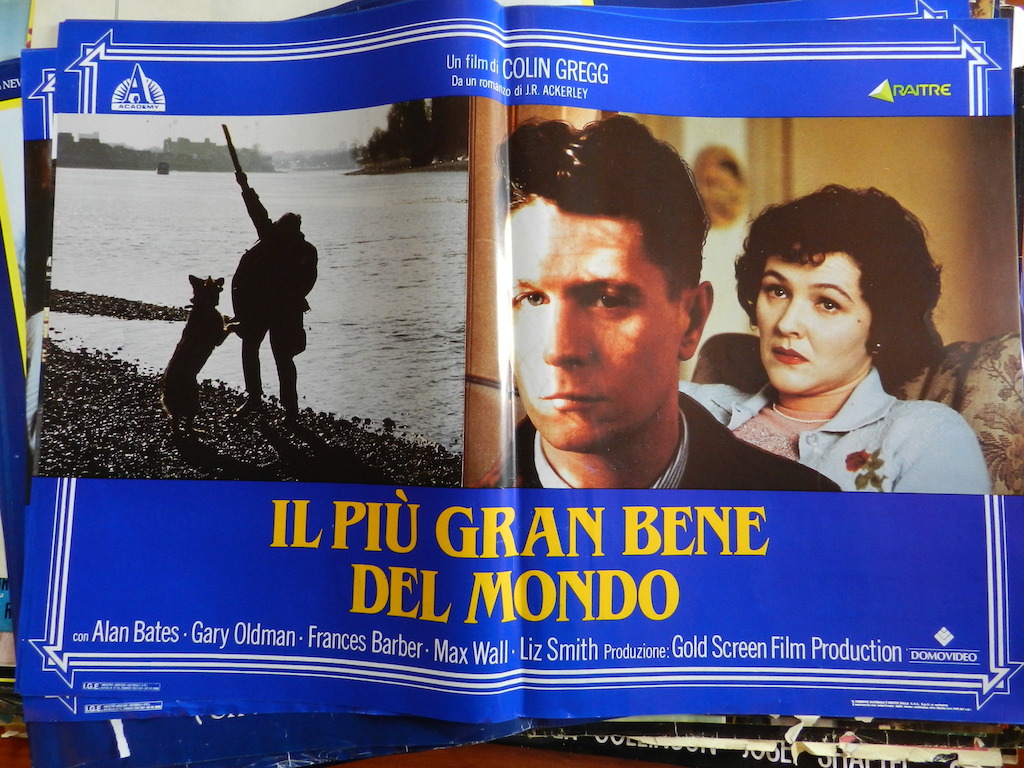 Un film di COLIN GREGG
Da un romanzo di J.R. ACKERLEY
ACADEMY
RAITRE
IL PIÙ GRAN BENE
DEL MONDO
con Alan Bates · Gary Oldman · Frances Barber · Max Wall · Liz Smith Produzione: Gold Screen Film Production
DOMOVIDEO
I.G.E.
I.G.E.